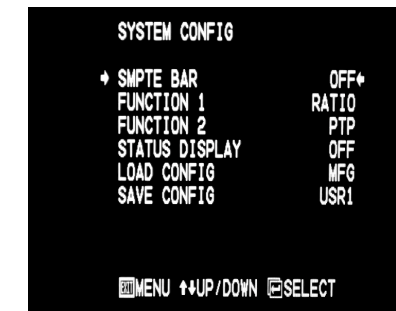 SYSTEM CONFIG
➧ SMPTE BAR OFF←
FUNCTION 1 RATIO
FUNCTION 2 PTP
STATUS DISPLAY OFF
LOAD CONFIG MFG
SAVE CONFIG USR1
EXIT MENU ↑↓UP/DOWN SELECT